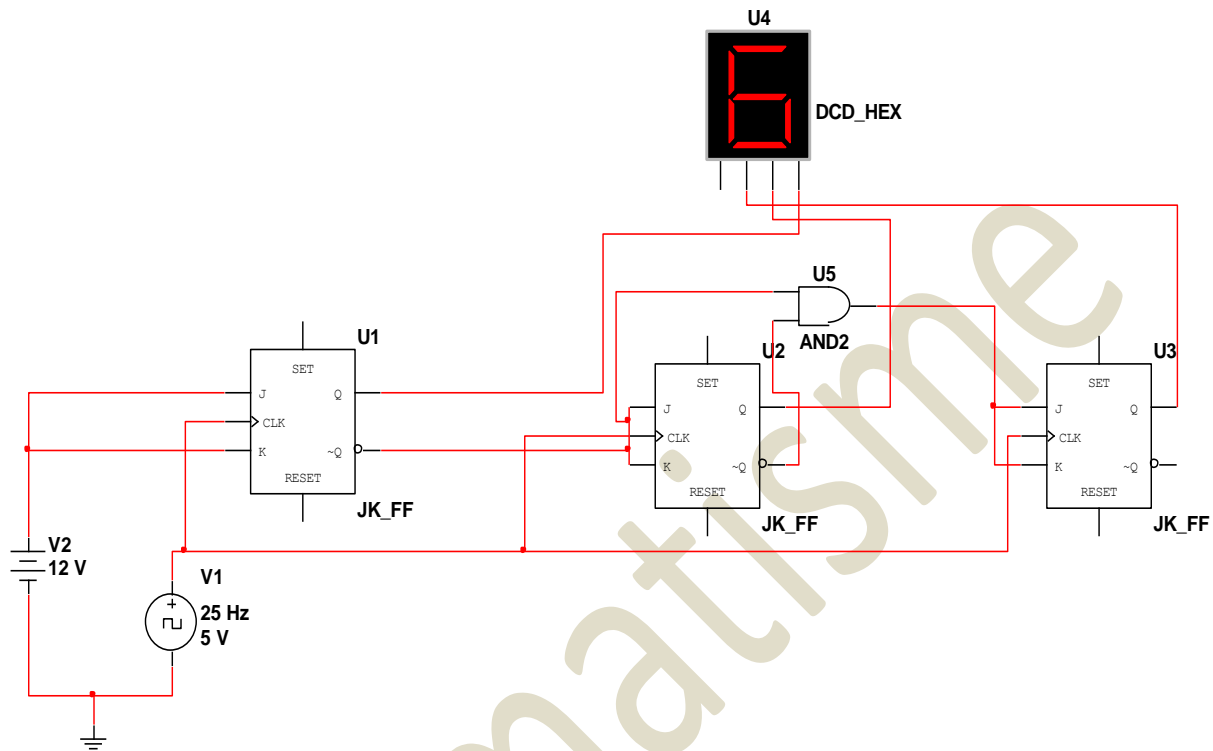 U4
6
DCD_HEX
U5
AND2
U1
SET
J Q
CLK
K ~Q
RESET
JK_FF
U2
SET
J Q
CLK
K ~Q
RESET
JK_FF
U3
SET
J Q
CLK
K ~Q
RESET
JK_FF
V2
12 V
V1
25 Hz
5 V
matisme